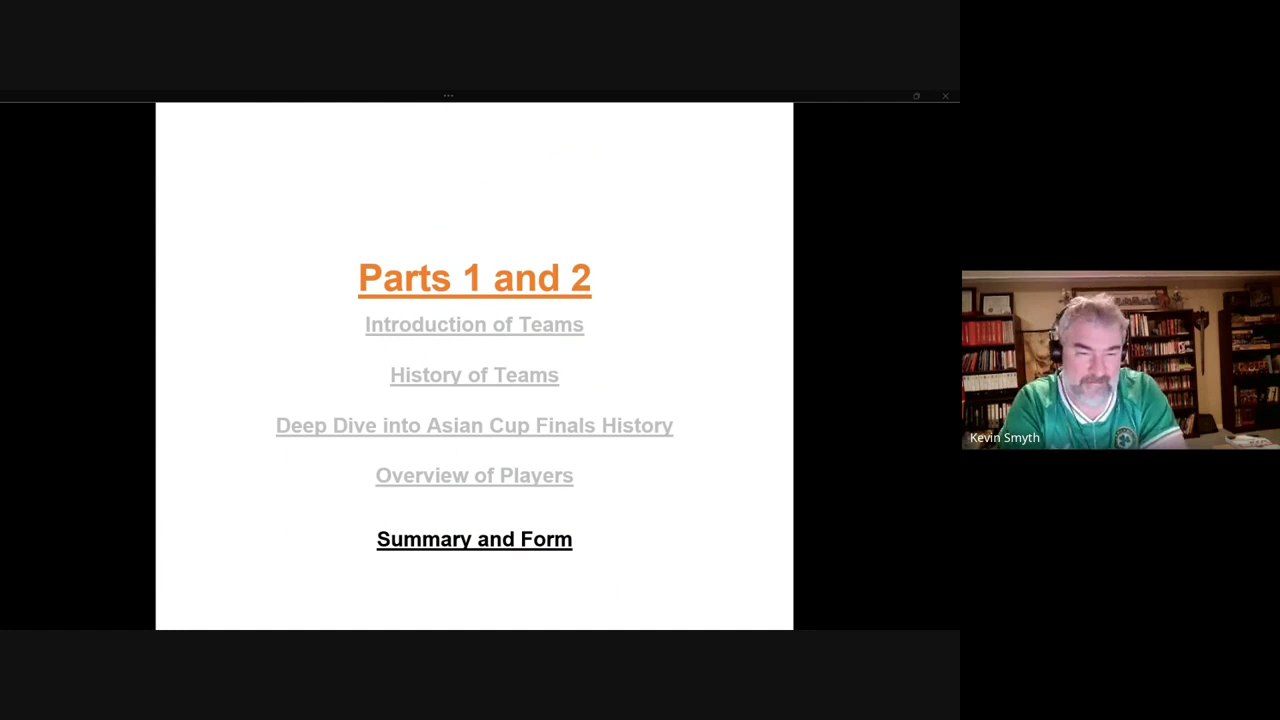 Parts 1 and 2
Introduction of Teams
History of Teams
Deep Dive into Asian Cup Finals History
Overview of Players
Summary and Form
Kevin Smyth